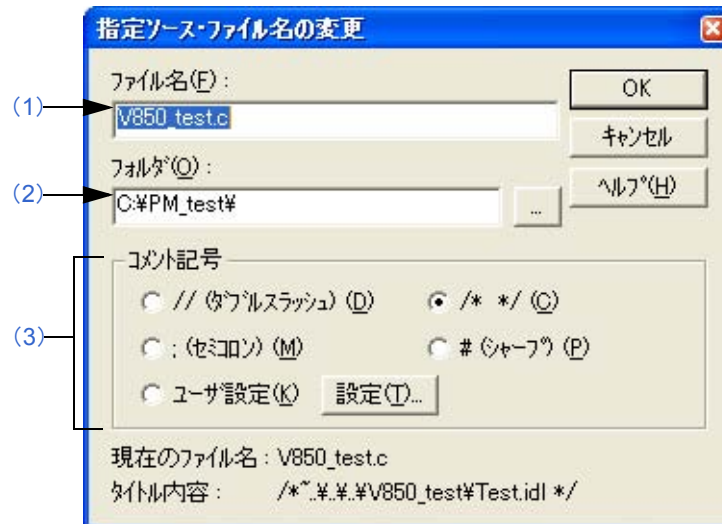 指定ソース・ファイル名の変更
ファイル名(F) :
OK
(1)
V850_test.c
キャンセル
フォルダ(O) :
ヘルプ(H)
(2)
C:¥PM_test¥
...
コメント記号
// (ダブルスラッシュ) (D)
/* */ (C)
(3)
; (セミコロン) (M)
# (シャープ) (P)
ユーザ設定(K)
設定(T)...
現在のファイル名 : V850_test.c
タイトル内容 : /*~..¥..¥..¥V850_test¥Test.idl */